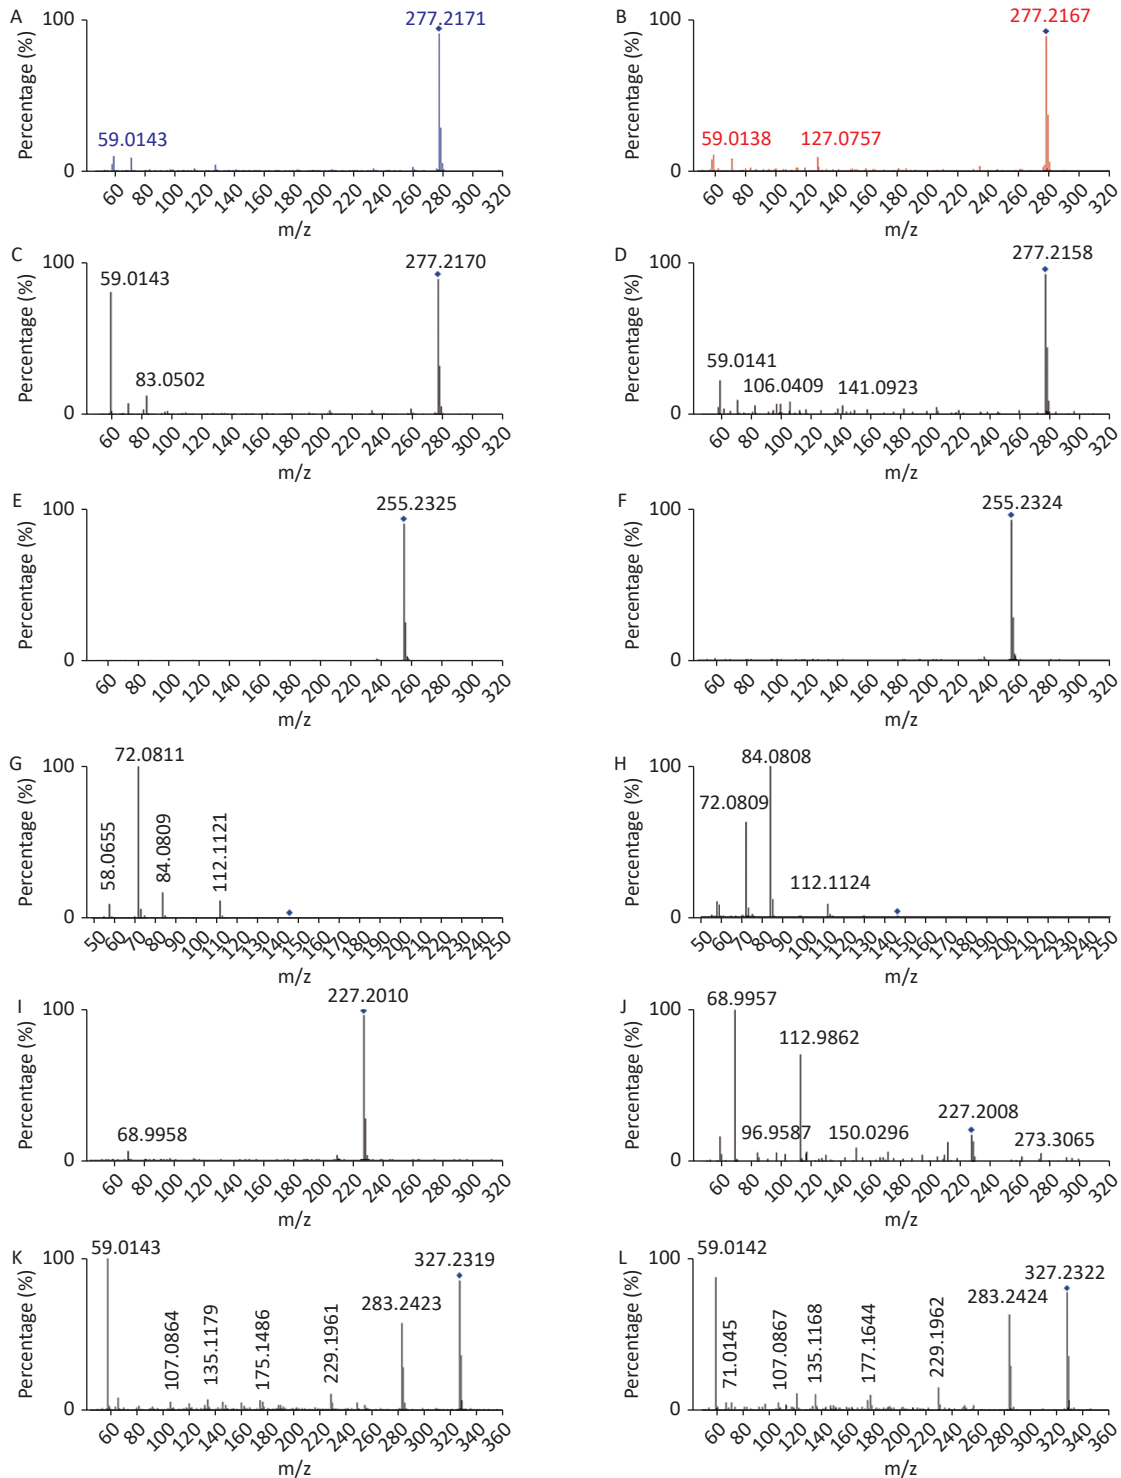 A
Percentage (%)
100
0
277.2171
59.0143
60 80 100 120 140 160 180 200 220 240 260 280 300 320
m/z
B
Percentage (%)
100
0
277.2167
59.0138 127.0757
60 80 100 120 140 160 180 200 220 240 260 280 300 320
m/z
C
Percentage (%)
100
0
277.2170
59.0143
83.0502
60 80 100 120 140 160 180 200 220 240 260 280 300 320
m/z
D
Percentage (%)
100
0
277.2158
59.0141
106.0409 141.0923
60 80 100 120 140 160 180 200 220 240 260 280 300 320
m/z
E
Percentage (%)
100
0
255.2325
60 80 100 120 140 160 180 200 220 240 260 280 300 320
m/z
F
Percentage (%)
100
0
255.2324
60 80 100 120 140 160 180 200 220 240 260 280 300 320
m/z
G
Percentage (%)
100
0
72.0811
58.0655
84.0809
112.1121
50 60 70 80 90 100 110 120 130 140 150 160 170 180 190 200 210 220 230 240 250
m/z
H
Percentage (%)
100
0
84.0808
72.0809
112.1124
50 60 70 80 90 100 110 120 130 140 150 160 170 180 190 200 210 220 230 240 250
m/z
I
Percentage (%)
100
0
227.2010
68.9958
60 80 100 120 140 160 180 200 220 240 260 280 300 320
m/z
J
Percentage (%)
100
0
68.9957
112.9862
227.2008
96.9587 150.0296 273.3065
60 80 100 120 140 160 180 200 220 240 260 280 300 320
m/z
K
Percentage (%)
100
0
59.0143
327.2319
283.2423
107.0864
135.1179
175.1486
229.1961
60 80 100 120 140 160 180 200 220 240 260 280 300 320 340 360
m/z
L
Percentage (%)
100
0
59.0142
327.2322
283.2424
71.0145
107.0867
135.1168
177.1644
229.1962
60 80 100 120 140 160 180 200 220 240 260 280 300 320 340 360
m/z